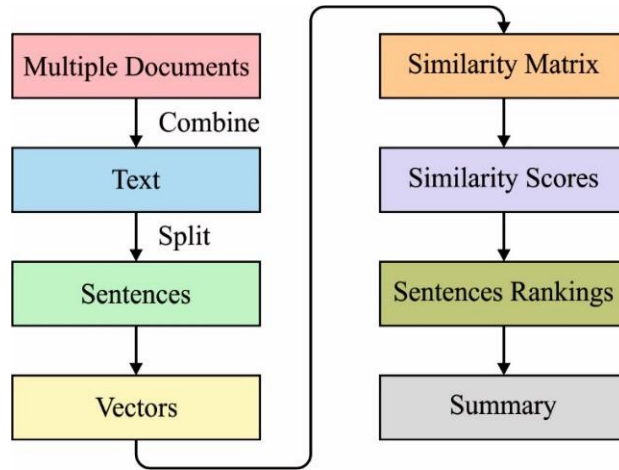 Multiple Documents
Combine
Text
Split
Sentences
Vectors
Similarity Matrix
Similarity Scores
Sentences Rankings
Summary